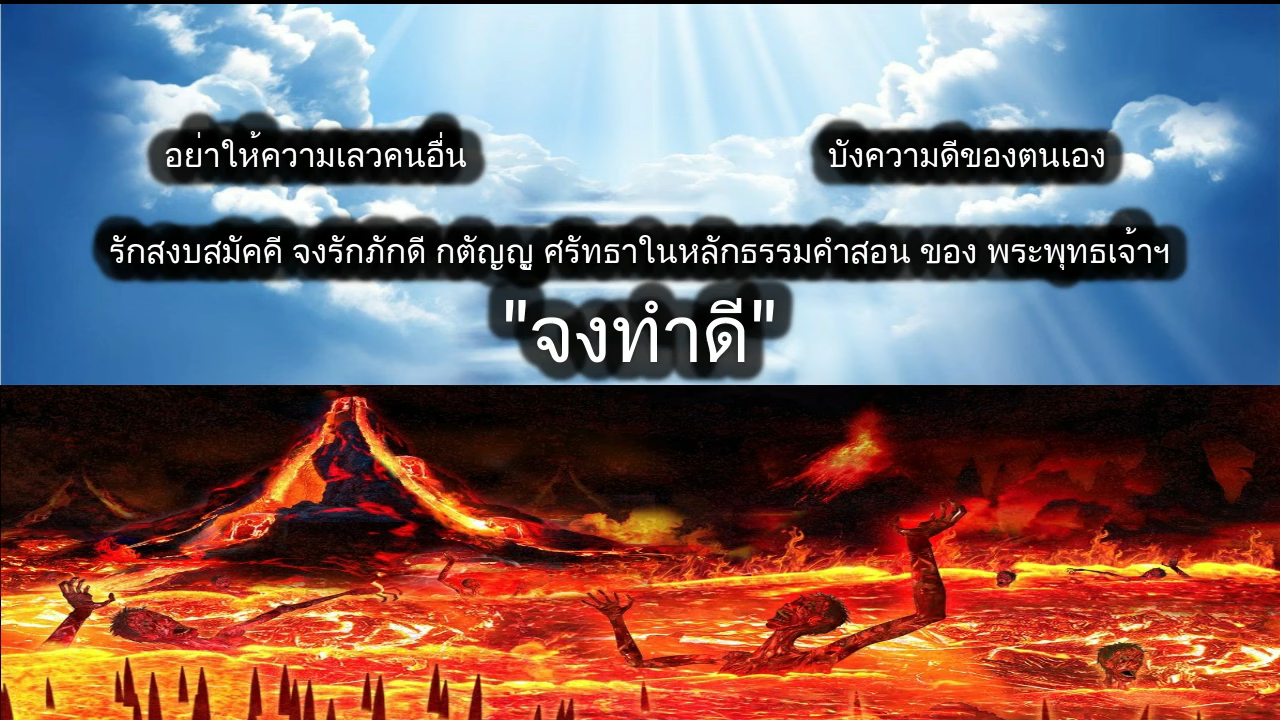 อย่าให้ความเลวคนอื่น บังความดีของตนเอง
รักสงบสมัคคี จงรักภักดี กตัญญู ศรัทธาในหลักธรรมคำสอน ของ พระพุทธเจ้าฯ
"จงทำดี"